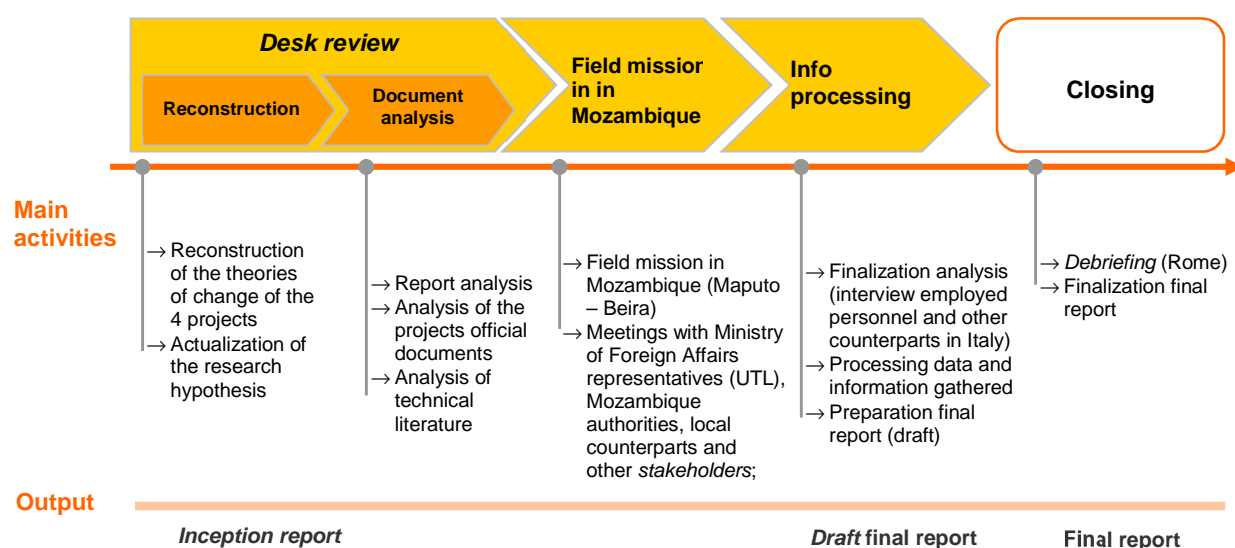 Desk review
Reconstruction
Document
analysis
Field mission
in in
Mozambique
Info
processing
Closing
Main
activities
→ Reconstruction
of the theories
of change of the
4 projects
→ Actualization of
the research
hypothesis
→ Report analysis
→ Analysis of the
projects official
documents
→ Analysis of
technical
literature
→ Field mission in
Mozambique (Maputo
– Beira)
→ Meetings with Ministry
of Foreign Affairs
representatives (UTL),
Mozambique
authorities, local
counterparts and
other stakeholders;
→ Finalization analysis
(interview employed
personnel and other
counterparts in Italy)
→ Processing data and
information gathered
→ Preparation final
report (draft)
→ Debriefing (Rome)
→ Finalization final
report
Output
Inception report
Draft final report
Final report